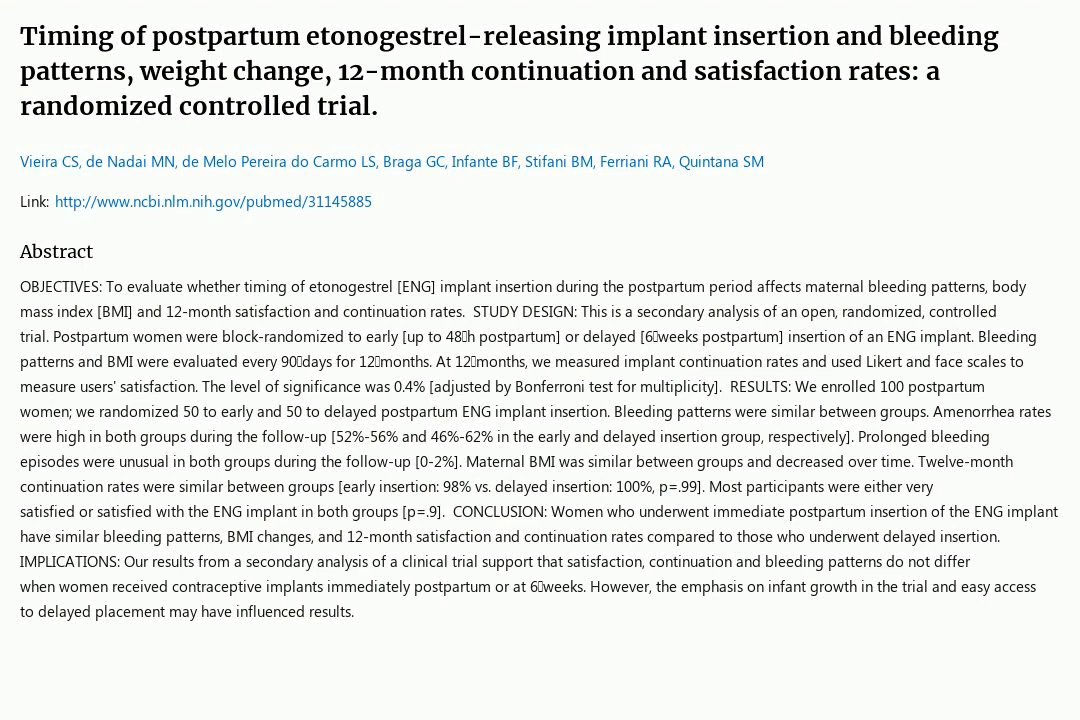 Timing of postpartum etonogestrel-releasing implant insertion and bleeding
patterns, weight change, 12-month continuation and satisfaction rates: a
randomized controlled trial.
Vieira CS, de Nadai MN, de Melo Pereira do Carmo LS, Braga GC, Infante BF, Stifani BM, Ferriani RA, Quintana SM
Link: http://www.ncbi.nlm.nih.gov/pubmed/31145885
Abstract
OBJECTIVES: To evaluate whether timing of etonogestrel [ENG] implant insertion during the postpartum period affects maternal bleeding patterns, body
mass index [BMI] and 12-month satisfaction and continuation rates.  STUDY DESIGN: This is a secondary analysis of an open, randomized, controlled
trial. Postpartum women were block-randomized to early [up to 48□h postpartum] or delayed [6□weeks postpartum] insertion of an ENG implant. Bleeding
patterns and BMI were evaluated every 90□days for 12□months. At 12□months, we measured implant continuation rates and used Likert and face scales to
measure users' satisfaction. The level of significance was 0.4% [adjusted by Bonferroni test for multiplicity].  RESULTS: We enrolled 100 postpartum
women; we randomized 50 to early and 50 to delayed postpartum ENG implant insertion. Bleeding patterns were similar between groups. Amenorrhea rates
were high in both groups during the follow-up [52%-56% and 46%-62% in the early and delayed insertion group, respectively]. Prolonged bleeding
episodes were unusual in both groups during the follow-up [0-2%]. Maternal BMI was similar between groups and decreased over time. Twelve-month
continuation rates were similar between groups [early insertion: 98% vs. delayed insertion: 100%, p=.99]. Most participants were either very
satisfied or satisfied with the ENG implant in both groups [p=.9].  CONCLUSION: Women who underwent immediate postpartum insertion of the ENG implant
have similar bleeding patterns, BMI changes, and 12-month satisfaction and continuation rates compared to those who underwent delayed insertion.
IMPLICATIONS: Our results from a secondary analysis of a clinical trial support that satisfaction, continuation and bleeding patterns do not differ
when women received contraceptive implants immediately postpartum or at 6□weeks. However, the emphasis on infant growth in the trial and easy access
to delayed placement may have influenced results.